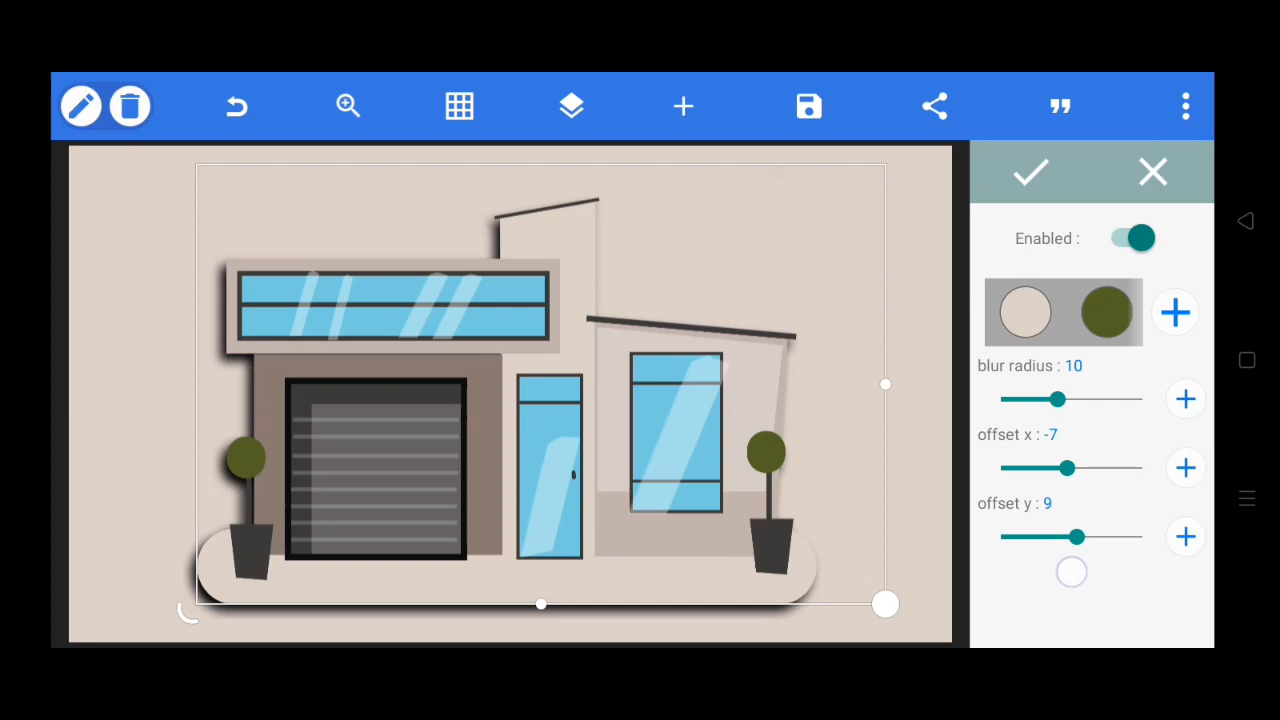 Enabled :
blur radius : 10
offset x : -7
offset y : 9